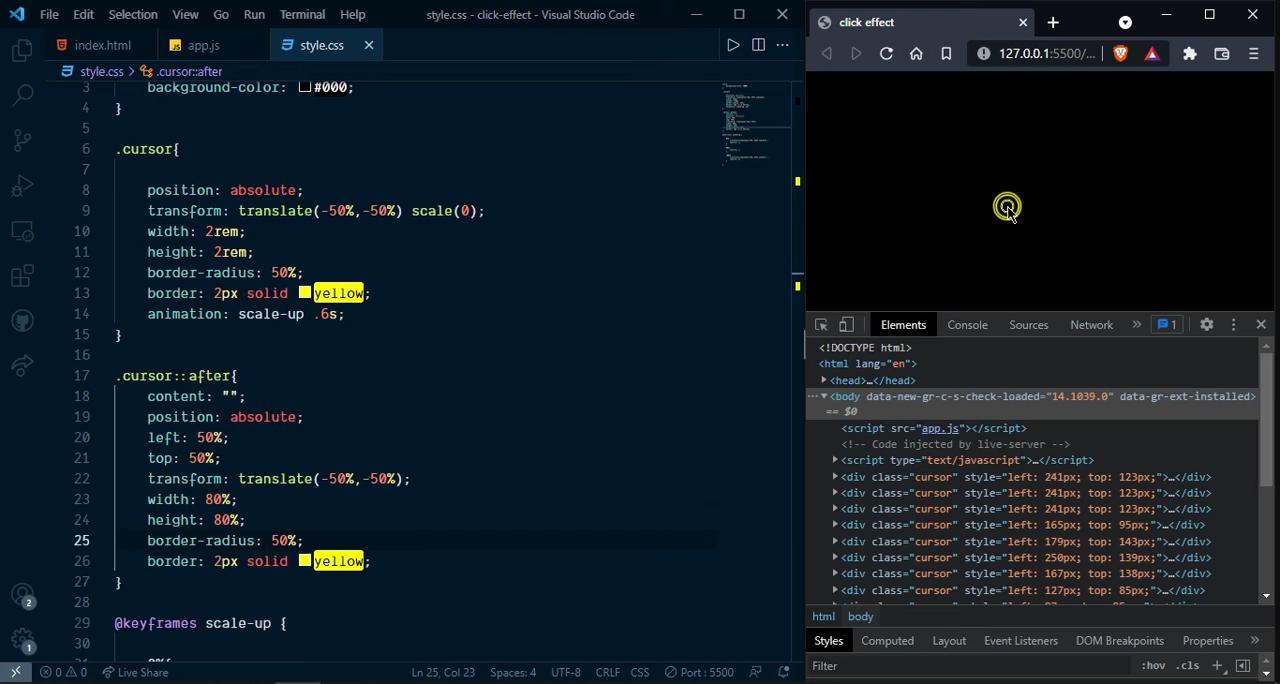 File Edit Selection View Go Run Terminal Help style.css - click-effect - Visual Studio Code
index.html app.js style.css
style.css > .cursor::after
3 background-color: #000;
4 }
5
6 .cursor{
7
8 position: absolute;
9 transform: translate(-50%,-50%) scale(0);
10 width: 2rem;
11 height: 2rem;
12 border-radius: 50%;
13 border: 2px solid yellow;
14 animation: scale-up .6s;
15 }
16
17 .cursor::after{
18 content: "";
19 position: absolute;
20 left: 50%;
21 top: 50%;
22 transform: translate(-50%,-50%);
23 width: 80%;
24 height: 80%;
25 border-radius: 50%;
26 border: 2px solid yellow;
27 }
28
29 @keyframes scale-up {
30
2
1
0 0 Live Share Ln 25, Col 23 Spaces: 4 UTF-8 CRLF CSS Port : 5500
click effect
127.0.0.1:5500/...
Elements Console Sources Network » 1
<!DOCTYPE html>
<html lang="en">
<head>…</head>
<body data-new-gr-c-s-check-loaded="14.1039.0" data-gr-ext-installed>
== $0
<script src="app.js"></script>
<!-- Code injected by live-server -->
<script type="text/javascript">…</script>
<div class="cursor" style="left: 241px; top: 123px;">…</div>
<div class="cursor" style="left: 241px; top: 123px;">…</div>
<div class="cursor" style="left: 241px; top: 123px;">…</div>
<div class="cursor" style="left: 165px; top: 95px;">…</div>
<div class="cursor" style="left: 179px; top: 143px;">…</div>
<div class="cursor" style="left: 250px; top: 139px;">…</div>
<div class="cursor" style="left: 167px; top: 138px;">…</div>
<div class="cursor" style="left: 127px; top: 85px;">…</div>
html body
Styles Computed Layout Event Listeners DOM Breakpoints Properties »
Filter :hov .cls +